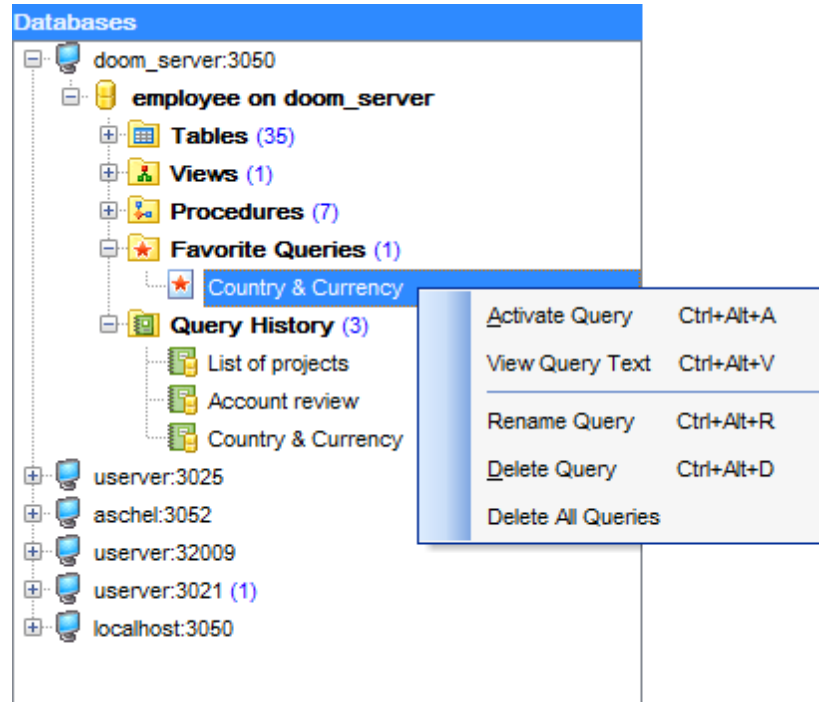 Databases
doom_server:3050
employee on doom_server
Tables (35)
Views (1)
Procedures (7)
Favorite Queries (1)
Country & Currency
Activate Query Ctrl+Alt+A
View Query Text Ctrl+Alt+V
Rename Query Ctrl+Alt+R
Delete Query Ctrl+Alt+D
Delete All Queries
Query History (3)
List of projects
Account review
Country & Currency
userver:3025
aschel:3052
userver:32009
userver:3021 (1)
localhost:3050